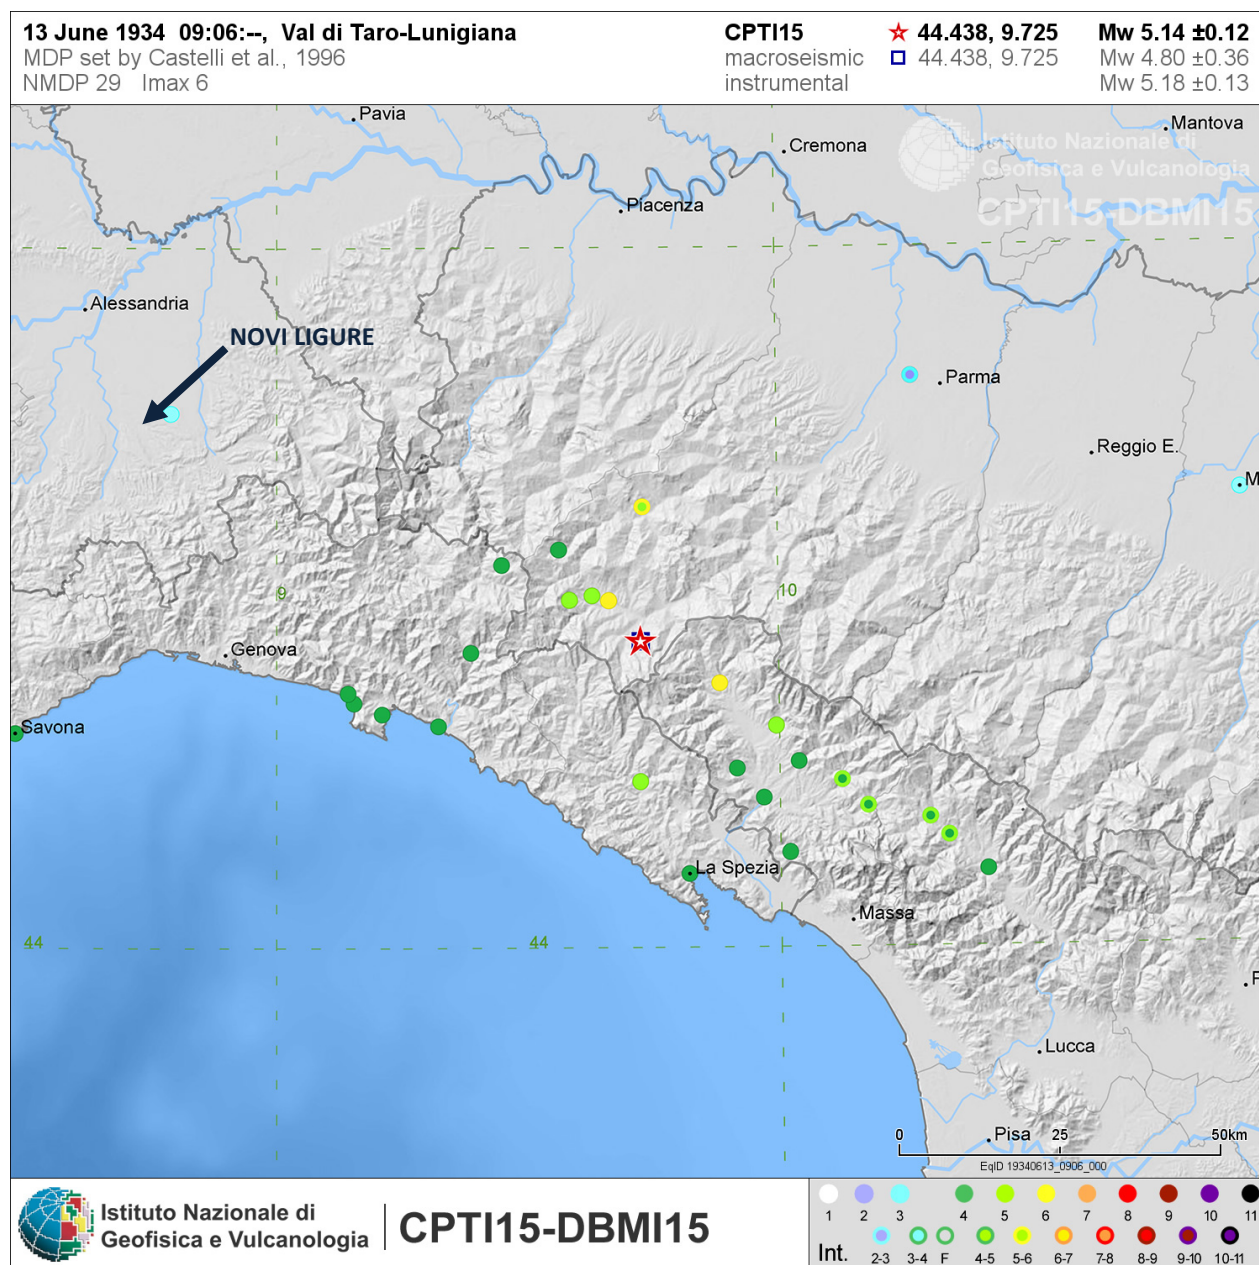 13 June 1934 09:06:--, Val di Taro-Lunigiana
MDP set by Castelli et al., 1996
NMDP 29 Imax 6
CPTI15 44.438, 9.725 Mw 5.14 ±0.12
macroseismic 44.438, 9.725 Mw 4.80 ±0.36
instrumental Mw 5.18 ±0.13
Pavia
Mantova
Cremona
Istituto Nazionale di
Geofisica e Vulcanologia
CPTI15-DBMI15
Piacenza
Alessandria
NOVI LIGURE
Parma
Reggio E.
M
9
10
Genova
Savona
La Spezia
Massa
44
44
F
Lucca
Pisa
0 25 50km
EqID 19340613_0906_000
Istituto Nazionale di
Geofisica e Vulcanologia
CPTI15-DBMI15
Int.
1 2 3 4 5 6 7 8 9 10 11
2-3 3-4 F 4-5 5-6 6-7 7-8 8-9 9-10 10-11